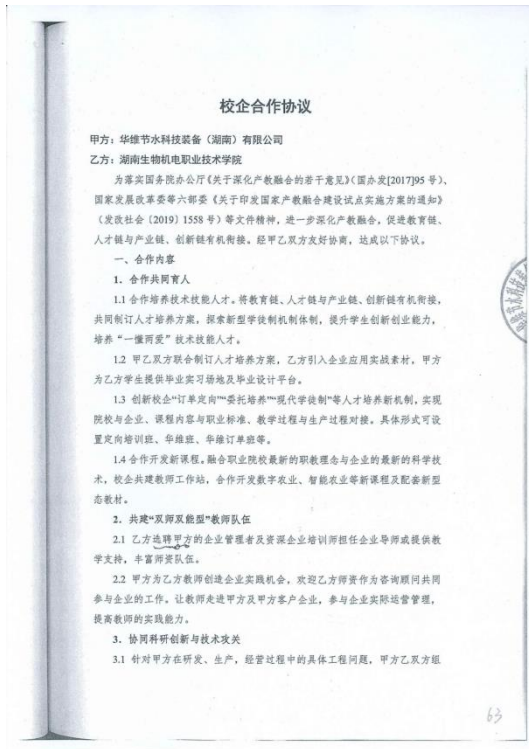 校企合作协议
甲方：华维节水科技装备（湖南）有限公司
乙方：湖南生物机电职业技术学院
为落实国务院办公厅《关于深化产教融合的若干意见》（国办发[2017]95 号）、
国家发展改革委等六部委《关于印发国家产教融合建设试点实施方案的通知》
（发改社会〔2019〕1558 号）等文件精神，进一步深化产教融合，促进教育链、
人才链与产业链、创新链有机衔接。经甲乙双方友好协商，达成以下协议。
一、合作内容
1. 合作共同育人
1.1 合作培养技术技能人才。将教育链、人才链与产业链、创新链有机衔接，
共同制订人才培养方案，探索新型学徒制机制体制，提升学生创新创业能力，
培养“一懂两爱”技术技能人才。
1.2 甲乙双方联合制订人才培养方案，乙方引入企业应用实战素材，甲方
为乙方学生提供毕业实习场地及毕业设计平台。
1.3 创新校企“订单定向”“委托培养”“现代学徒制”等人才培养新机制，实现
院校与企业、课程内容与职业标准、教学过程与生产过程对接。具体形式可设
置定向培训班、华维班、华维订单班等。
1.4 合作开发新课程。融合职业院校最新的职教理念与企业的最新的科学技
术，校企共建教师工作站，合作开发数字农业、智能农业等新课程及配套新型
态教材。
2. 共建“双师双能型”教师队伍
2.1 乙方选聘甲方的企业管理者及资深企业培训师担任企业导师或提供教
学支持，丰富师资队伍。
2.2 甲方为乙方教师创造企业实践机会，欢迎乙方师资作为咨询顾问共同
参与企业的工作。让教师走进甲方及甲方客户企业，参与企业实际运营管理，
提高教师的实践能力。
3. 协同科研创新与技术攻关
3.1 针对甲方在研发、生产，经营过程中的具体工程问题，甲方乙双方组
63